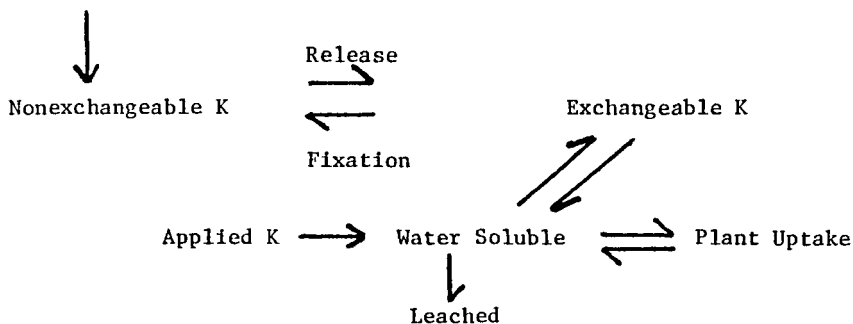 Release
Nonexchangeable K
Exchangeable K
Fixation
Applied K
Water Soluble
Plant Uptake
Leached